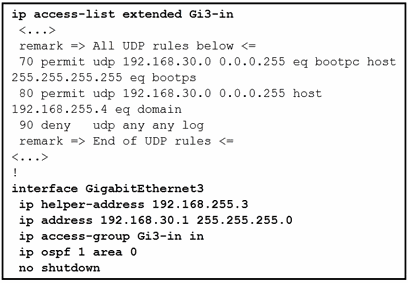 ip access-list extended Gi3-in
<...>
remark => All UDP rules below <=
70 permit udp 192.168.30.0 0.0.0.255 eq bootpc host
255.255.255.255 eq bootps
80 permit udp 192.168.30.0 0.0.0.255 host
192.168.255.4 eq domain
90 deny   udp any any log
remark => End of UDP rules <=
<...>
!
interface GigabitEthernet3
ip helper-address 192.168.255.3
ip address 192.168.30.1 255.255.255.0
ip access-group Gi3-in in
ip ospf 1 area 0
no shutdown